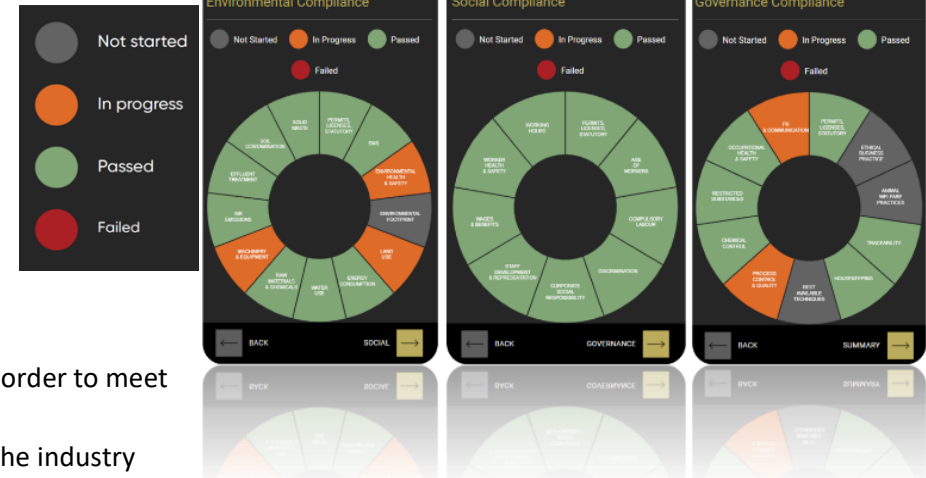 Not started
In progress
Passed
Failed
Environmental Compliance
Not Started
In Progress
Passed
Failed
PERMITS,
LICENSES,
STATUTORY
EMS
ENVIRONMENTAL
HEALTH
& SAFETY
ENVIRONMENTAL
FOOTPRINT
LAND
USE
ENERGY
CONSUMPTION
WATER
USE
RAW
MATERIALS
& CHEMICALS
MACHINERY
& EQUIPMENT
AIR
EMISSIONS
EFFLUENT
TREATMENT
SOIL
CONTAMINATION
SOLID
WASTE
BACK
SOCIAL
Social Compliance
Not Started
In Progress
Passed
Failed
PERMITS,
LICENSES,
STATUTORY
AGE
OF
WORKERS
COMPULSORY
LABOUR
DISCRIMINATION
CORPORATE
SOCIAL
RESPONSIBILITY
STAFF
DEVELOPMENT
& REPRESENTATION
WAGES
& BENEFITS
WORKER
HEALTH
& SAFETY
WORKING
HOURS
BACK
GOVERNANCE
Governance Compliance
Not Started
In Progress
Passed
Failed
PERMITS,
LICENSES,
STATUTORY
ETHICAL
BUSINESS
PRACTICE
ANIMAL
WELFARE
PRACTICES
TRACEABILITY
HOUSEKEEPING
BEST
AVAILABLE
TECHNIQUES
PROCESS
CONTROL
& QUALITY
CHEMICAL
CONTROL
RESTRICTED
SUBSTANCES
OCCUPATIONAL
HEALTH
& SAFETY
& COMMUNICATION
BACK
SUMMARY
order to meet
he industry